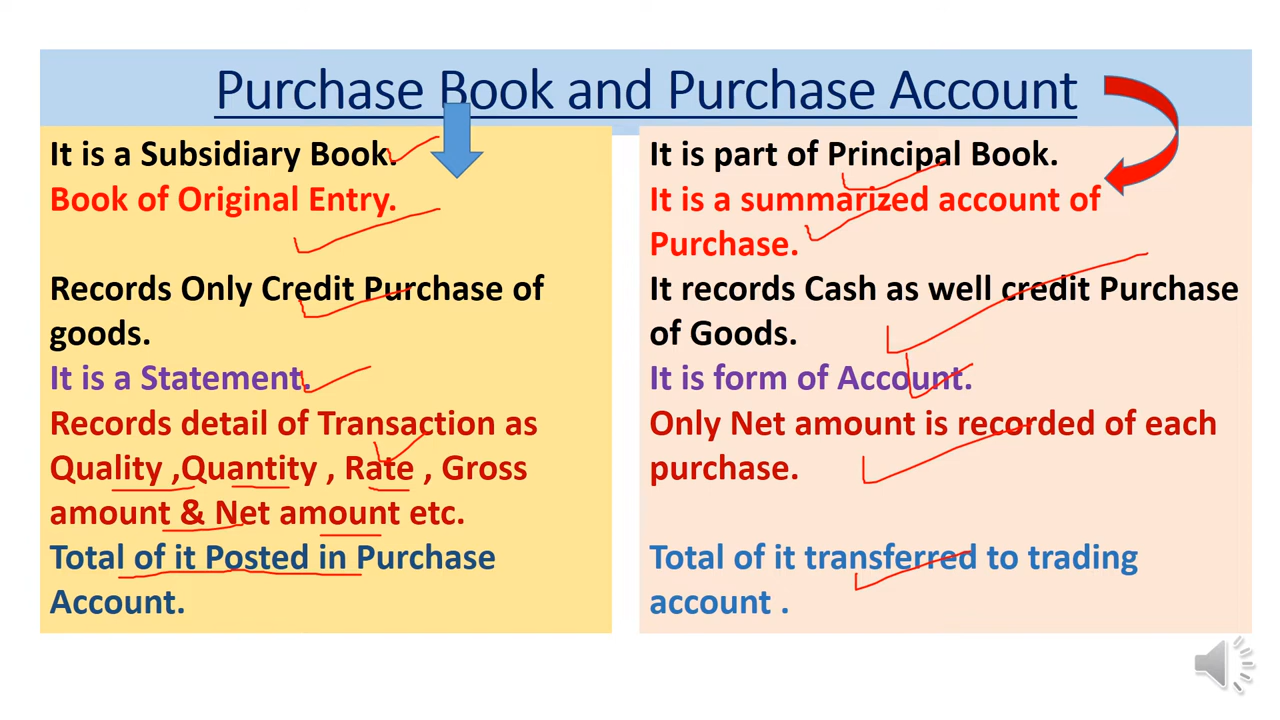 Purchase Book and Purchase Account
It is a Subsidiary Book.
Book of Original Entry.
Records Only Credit Purchase of
goods.
It is a Statement.
Records detail of Transaction as
Quality ,Quantity , Rate , Gross
amount & Net amount etc.
Total of it Posted in Purchase
Account.
It is part of Principal Book.
It is a summarized account of
Purchase.
It records Cash as well credit Purchase
of Goods.
It is form of Account.
Only Net amount is recorded of each
purchase.
Total of it transferred to trading
account .